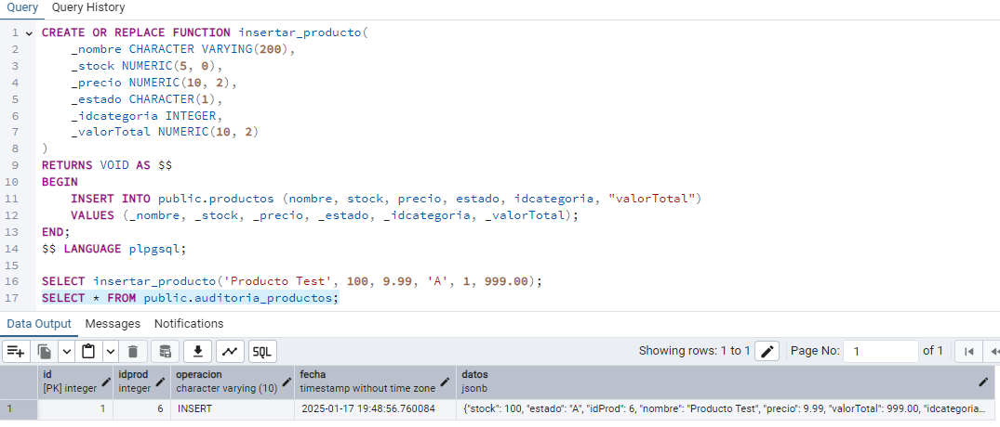 Query Query History
1 CREATE OR REPLACE FUNCTION insertar_producto(
2 _nombre CHARACTER VARYING(200),
3 _stock NUMERIC(5, 0),
4 _precio NUMERIC(10, 2),
5 _estado CHARACTER(1),
6 _idcategoria INTEGER,
7 _valorTotal NUMERIC(10, 2)
8 )
9 RETURNS VOID AS $$
10 BEGIN
11 INSERT INTO public.productos (nombre, stock, precio, estado, idcategoria, "valorTotal")
12 VALUES (_nombre, _stock, _precio, _estado, _idcategoria, _valorTotal);
13 END;
14 $$ LANGUAGE plpgsql;
15
16 SELECT insertar_producto('Producto Test', 100, 9.99, 'A', 1, 999.00);
17 SELECT * FROM public.auditoria_productos;
Data Output Messages Notifications
SQL Showing rows: 1 to 1 Page No: 1 of 1
id idprod operacion fecha datos
[PK] integer integer character varying (10) timestamp without time zone jsonb
1 1 6 INSERT 2025-01-17 19:48:56.760084 {"stock": 100, "estado": "A", "idProd": 6, "nombre": "Producto Test", "precio": 9.99, "valorTotal": 999.00, "idcategoria...